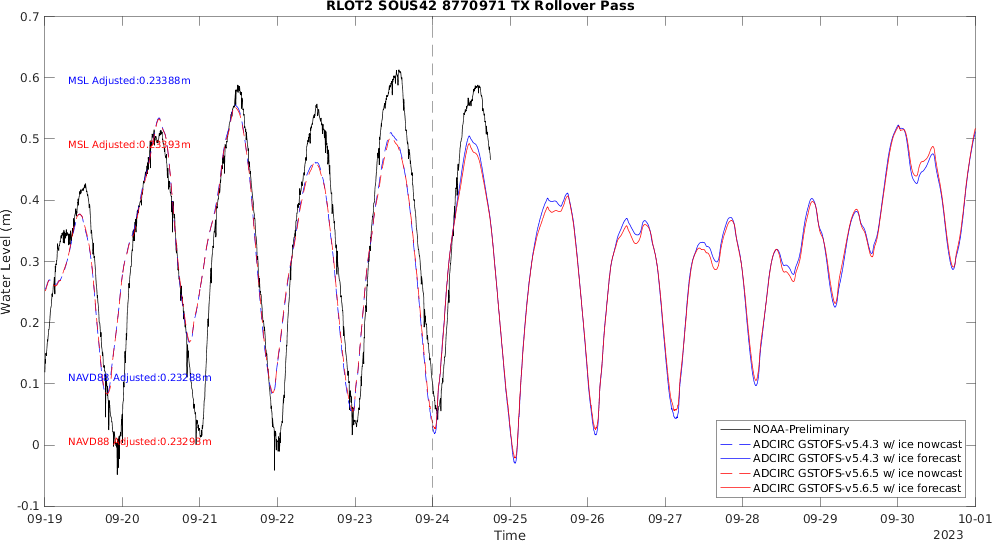 RLOT2 SOUS42 8770971 TX Rollover Pass
0.7
0.6
0.5
0.4
0.3
0.2
0.1
0
-0.1
Water Level (m)
MSL Adjusted:0.23388m
MSL Adjusted:0.23393m
NAVD88 Adjusted:0.23288m
NAVD88 Adjusted:0.23293m
NOAA-Preliminary
ADCIRC GSTOFS-v5.4.3 w/ ice nowcast
ADCIRC GSTOFS-v5.4.3 w/ ice forecast
ADCIRC GSTOFS-v5.6.5 w/ ice nowcast
ADCIRC GSTOFS-v5.6.5 w/ ice forecast
09-19 09-20 09-21 09-22 09-23 09-24 09-25 09-26 09-27 09-28 09-29 09-30 10-01
Time
2023